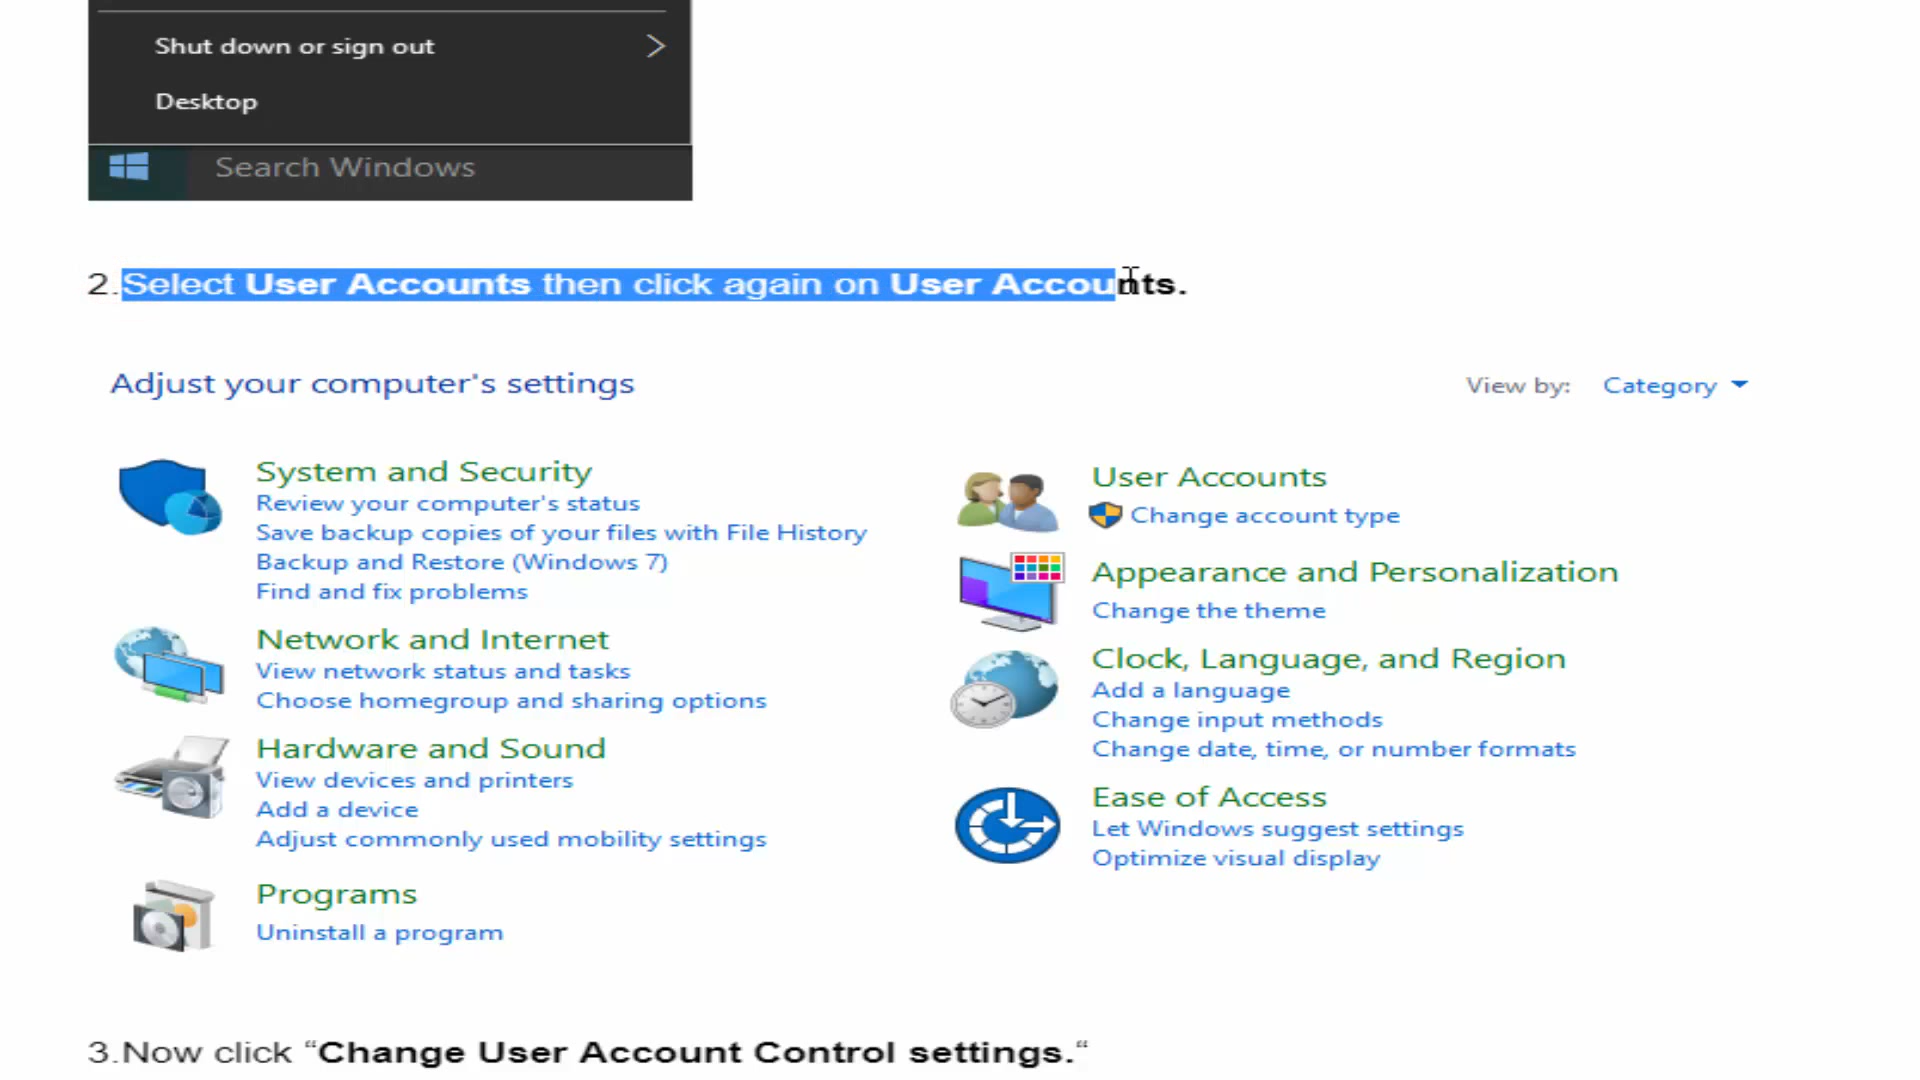 Shut down or sign out
Desktop
Search Windows
2.Select User Accounts then click again on User Accounts.
Adjust your computer's settings
View by: Category
System and Security
Review your computer's status
Save backup copies of your files with File History
Backup and Restore (Windows 7)
Find and fix problems
Network and Internet
View network status and tasks
Choose homegroup and sharing options
Hardware and Sound
View devices and printers
Add a device
Adjust commonly used mobility settings
Programs
Uninstall a program
User Accounts
Change account type
Appearance and Personalization
Change the theme
Clock, Language, and Region
Add a language
Change input methods
Change date, time, or number formats
Ease of Access
Let Windows suggest settings
Optimize visual display
3.Now click “Change User Account Control settings.“